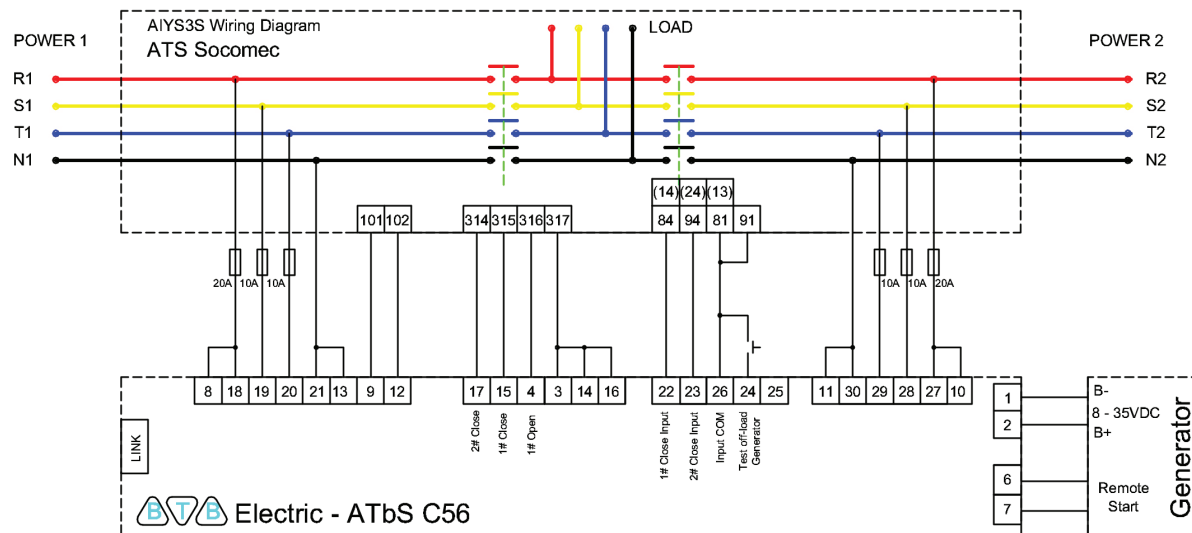 AIYS3S Wiring Diagram
ATS Socomec
LOAD
POWER 1
POWER 2
R1
R2
S1
S2
T1
T2
N1
N2
(14) (24) (13)
101 102
314 315 316 317
84 94 81 91
20A 10A 10A
10A 10A 20A
8 18 19 20 21 13 9 12
17 15 4 3 14 16
22 23 26 24 25
11 30 29 28 27 10
2# Close
1# Close
1# Open
1# Close Input
2# Close Input
Input COM
Test off-load
Generator
1
2
6
7
B-
8 - 35VDC
B+
Remote
Start
Generator
LINK
BTB Electric - ATbS C56